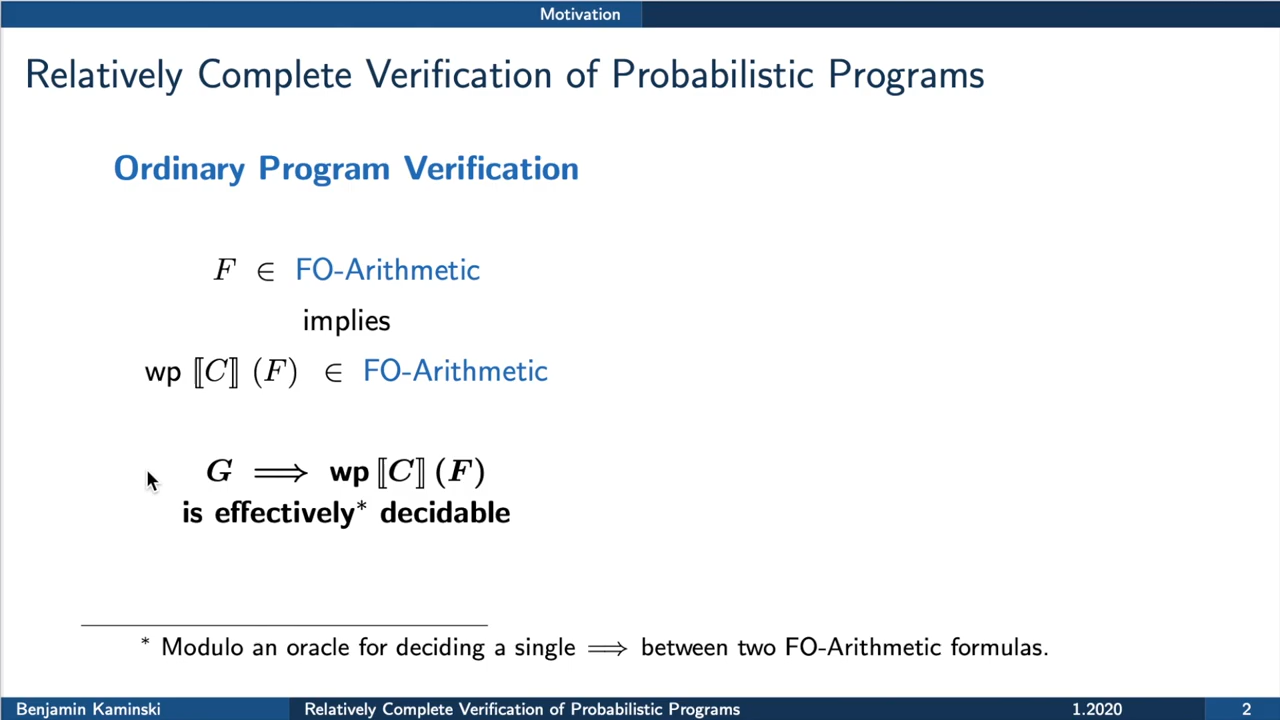 Motivation
Relatively Complete Verification of Probabilistic Programs
Ordinary Program Verification
F ∈ FO-Arithmetic
implies
wp ⟦C⟧ (F) ∈ FO-Arithmetic
G ⟹ wp ⟦C⟧ (F)
is effectively* decidable
* Modulo an oracle for deciding a single ⟹ between two FO-Arithmetic formulas.
Benjamin Kaminski Relatively Complete Verification of Probabilistic Programs 1.2020 2